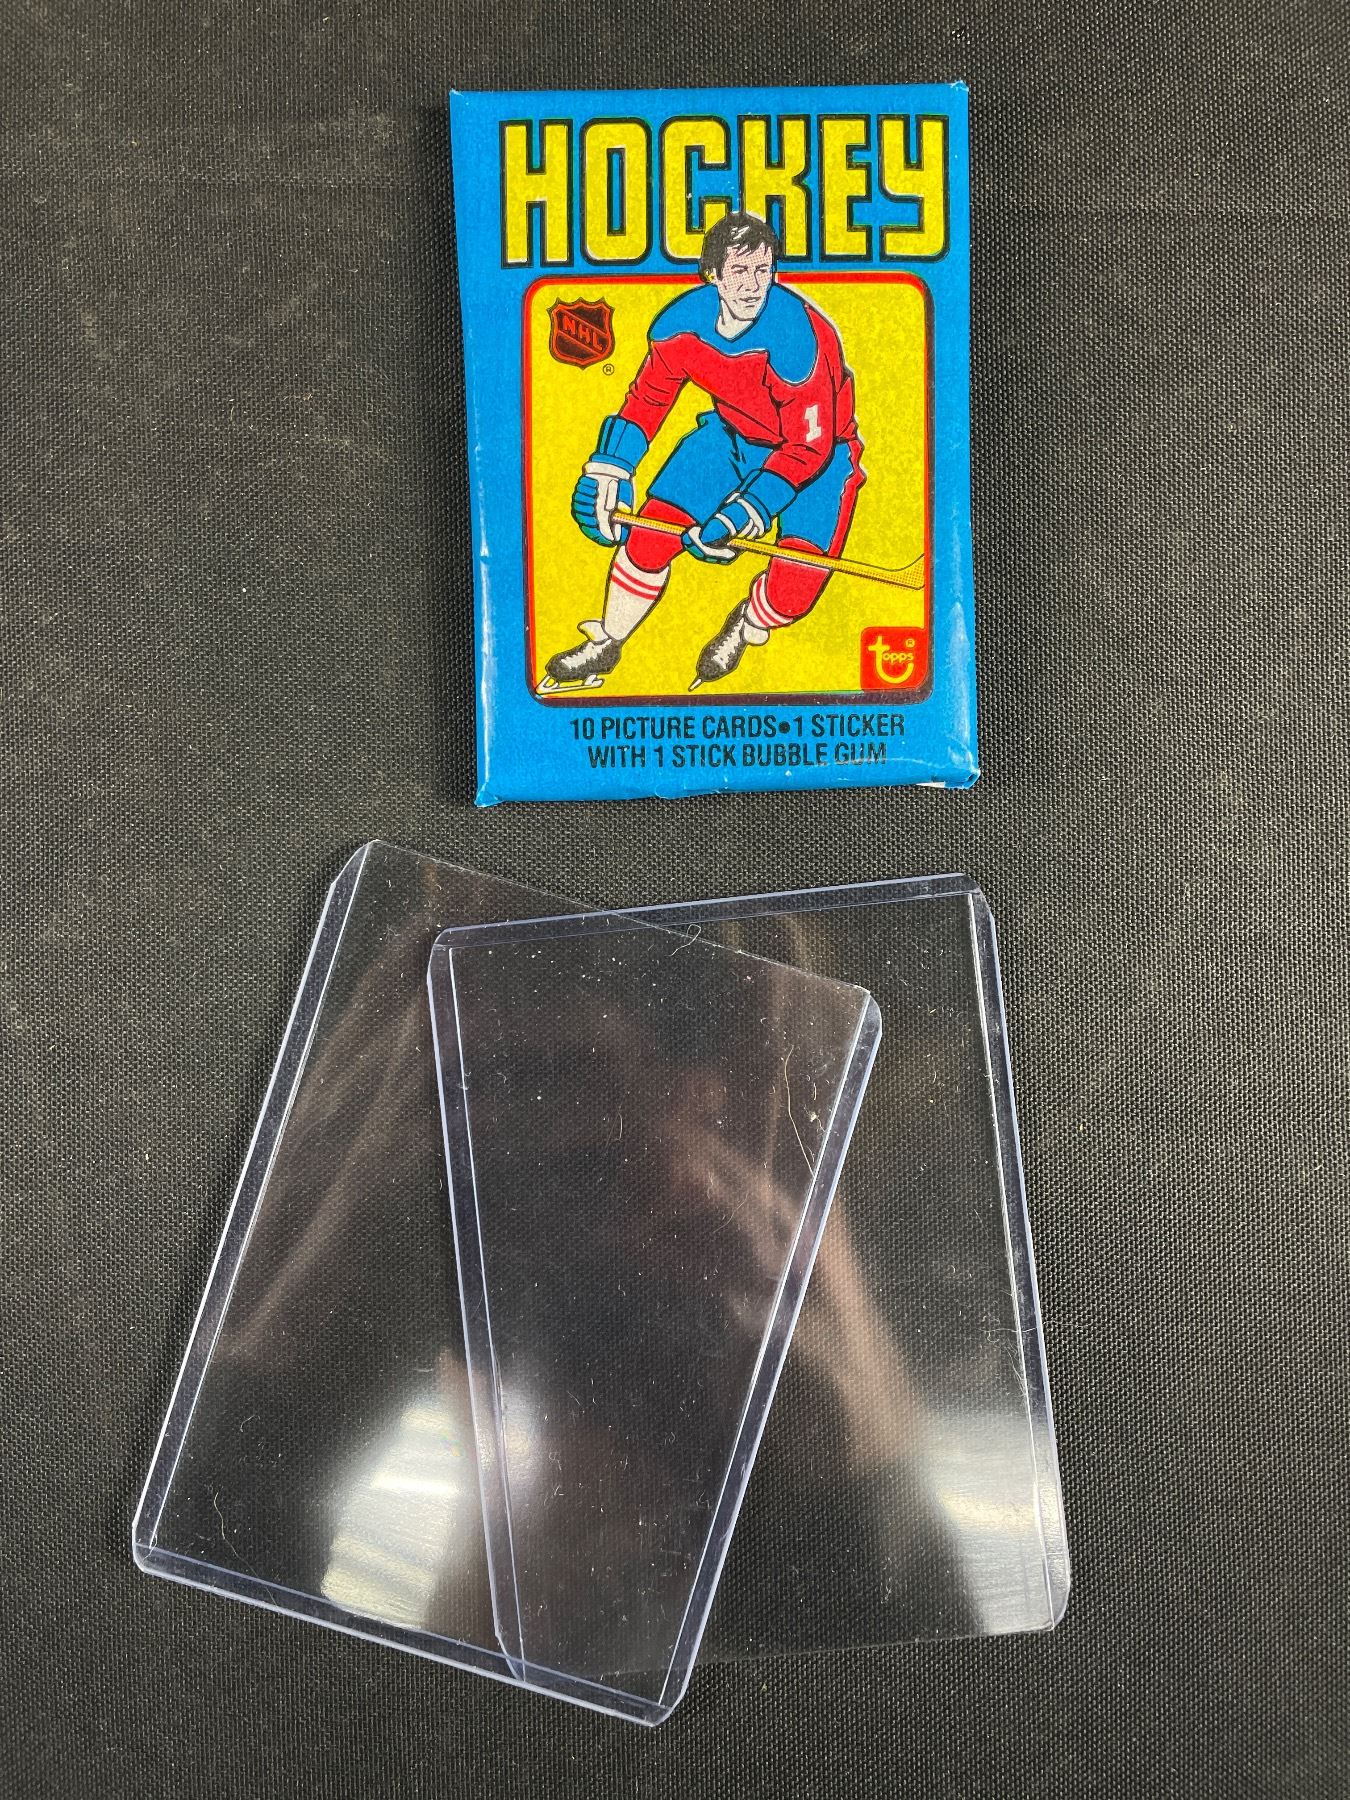 HOCKEY
NHL
®
1
topps®
10 PICTURE CARDS•1 STICKER
WITH 1 STICK BUBBLE GUM